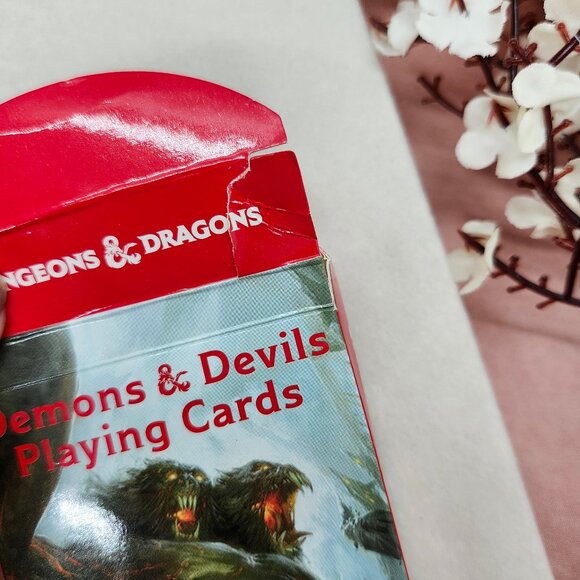 NGEONS & DRAGONS
Demons & Devils
Playing Cards